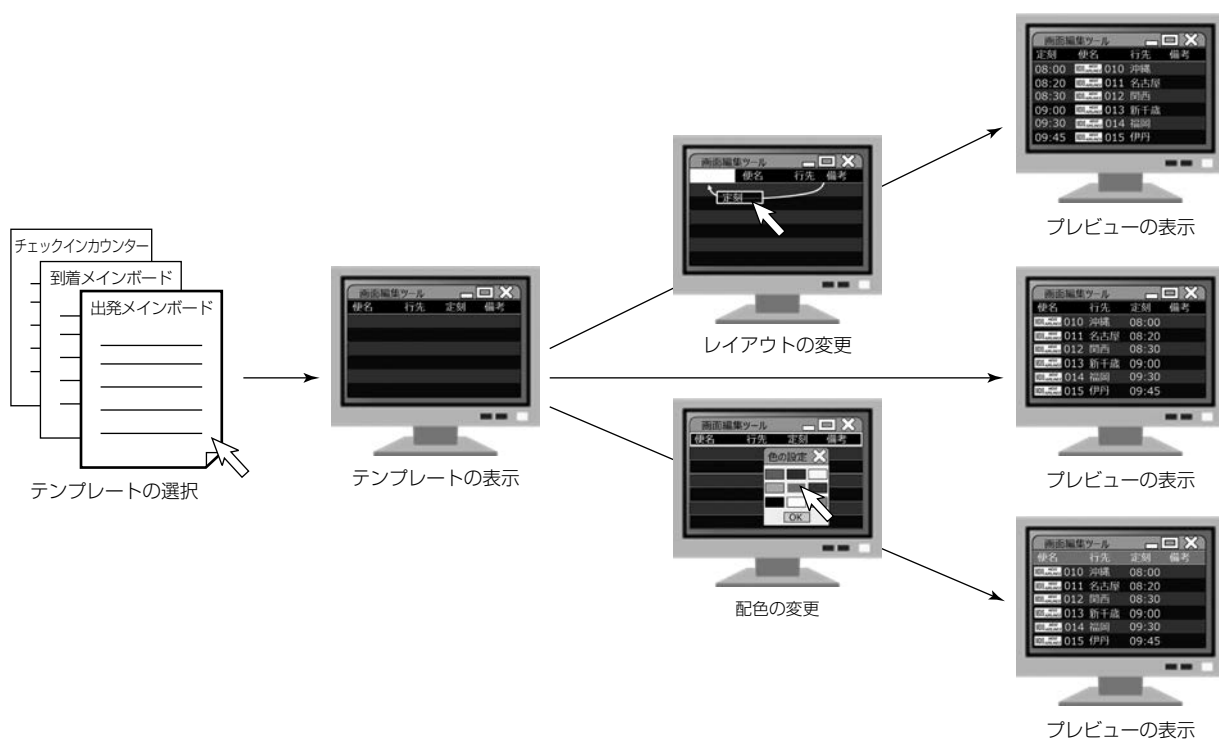 チェックインカウンター
到着メインボード
出発メインボード
テンプレートの選択
画面編集ツール
便名 行先 定刻 備考
テンプレートの表示
画面編集ツール
便名 行先 備考
定刻
レイアウトの変更
画面編集ツール
便名 行先 定刻 備考
色の設定
OK
配色の変更
画面編集ツール
定刻 便名 行先 備考
08:00 010 沖縄
08:20 011 名古屋
08:30 012 関西
09:00 013 新千歳
09:30 014 福岡
09:45 015 伊丹
プレビューの表示
画面編集ツール
便名 行先 定刻 備考
010 沖縄 08:00
011 名古屋 08:20
012 関西 08:30
013 新千歳 09:00
014 福岡 09:30
015 伊丹 09:45
プレビューの表示
画面編集ツール
便名 行先 定刻 備考
010 沖縄 08:00
011 名古屋 08:20
012 関西 08:30
013 新千歳 09:00
014 福岡 09:30
015 伊丹 09:45
プレビューの表示